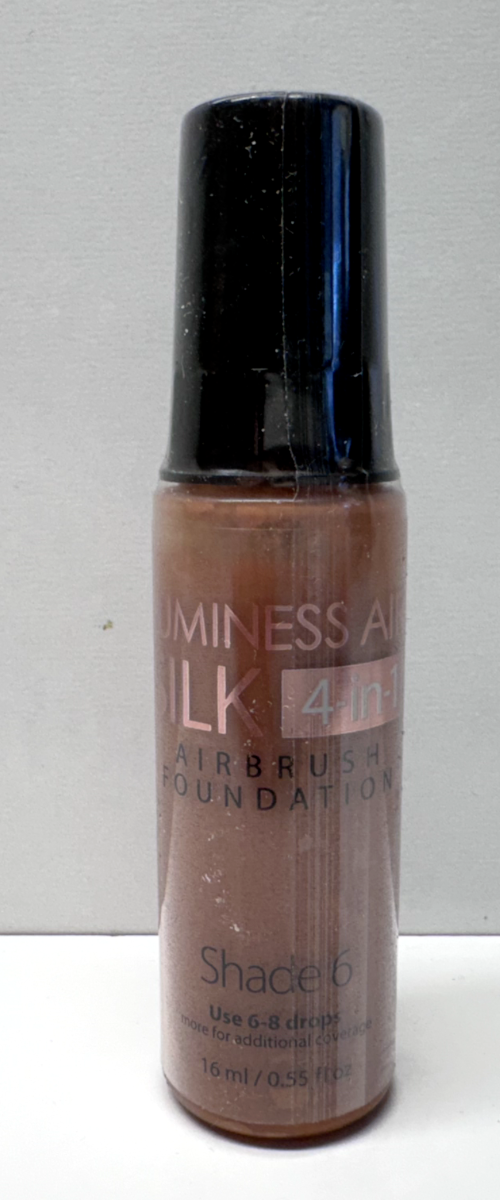 UMINESS AI
ILK 4-in-1
AIRBRUSH
FOUNDATION
Shade 6
Use 6-8 drops
more for additional coverage
16 ml / 0.55 fl oz